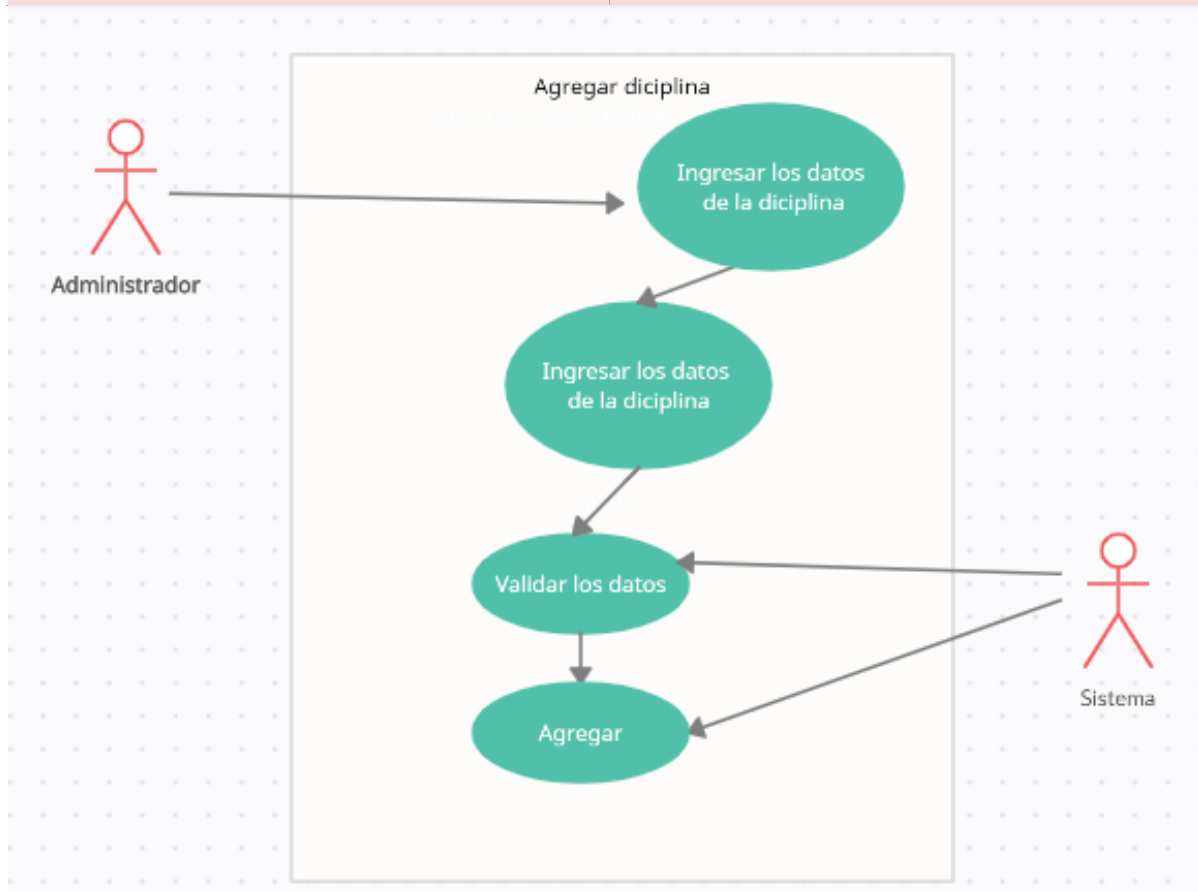 Agregar diciplina
Ingresar los datos
de la diciplina
Administrador
Ingresar los datos
de la diciplina
Validar los datos
Sistema
Agregar